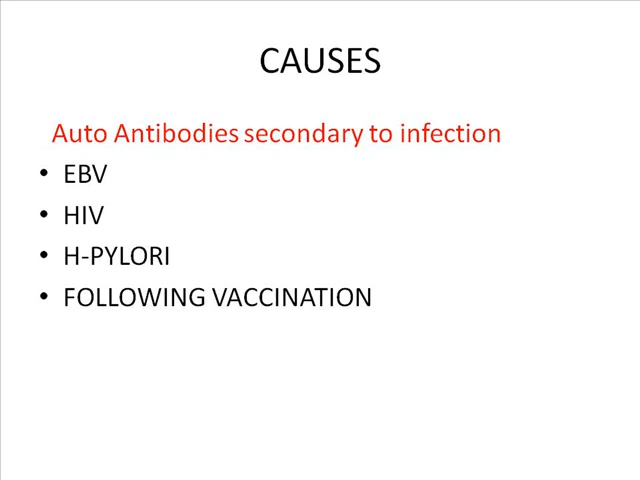 CAUSES
Auto Antibodies secondary to infection
• EBV
• HIV
• H-PYLORI
• FOLLOWING VACCINATION